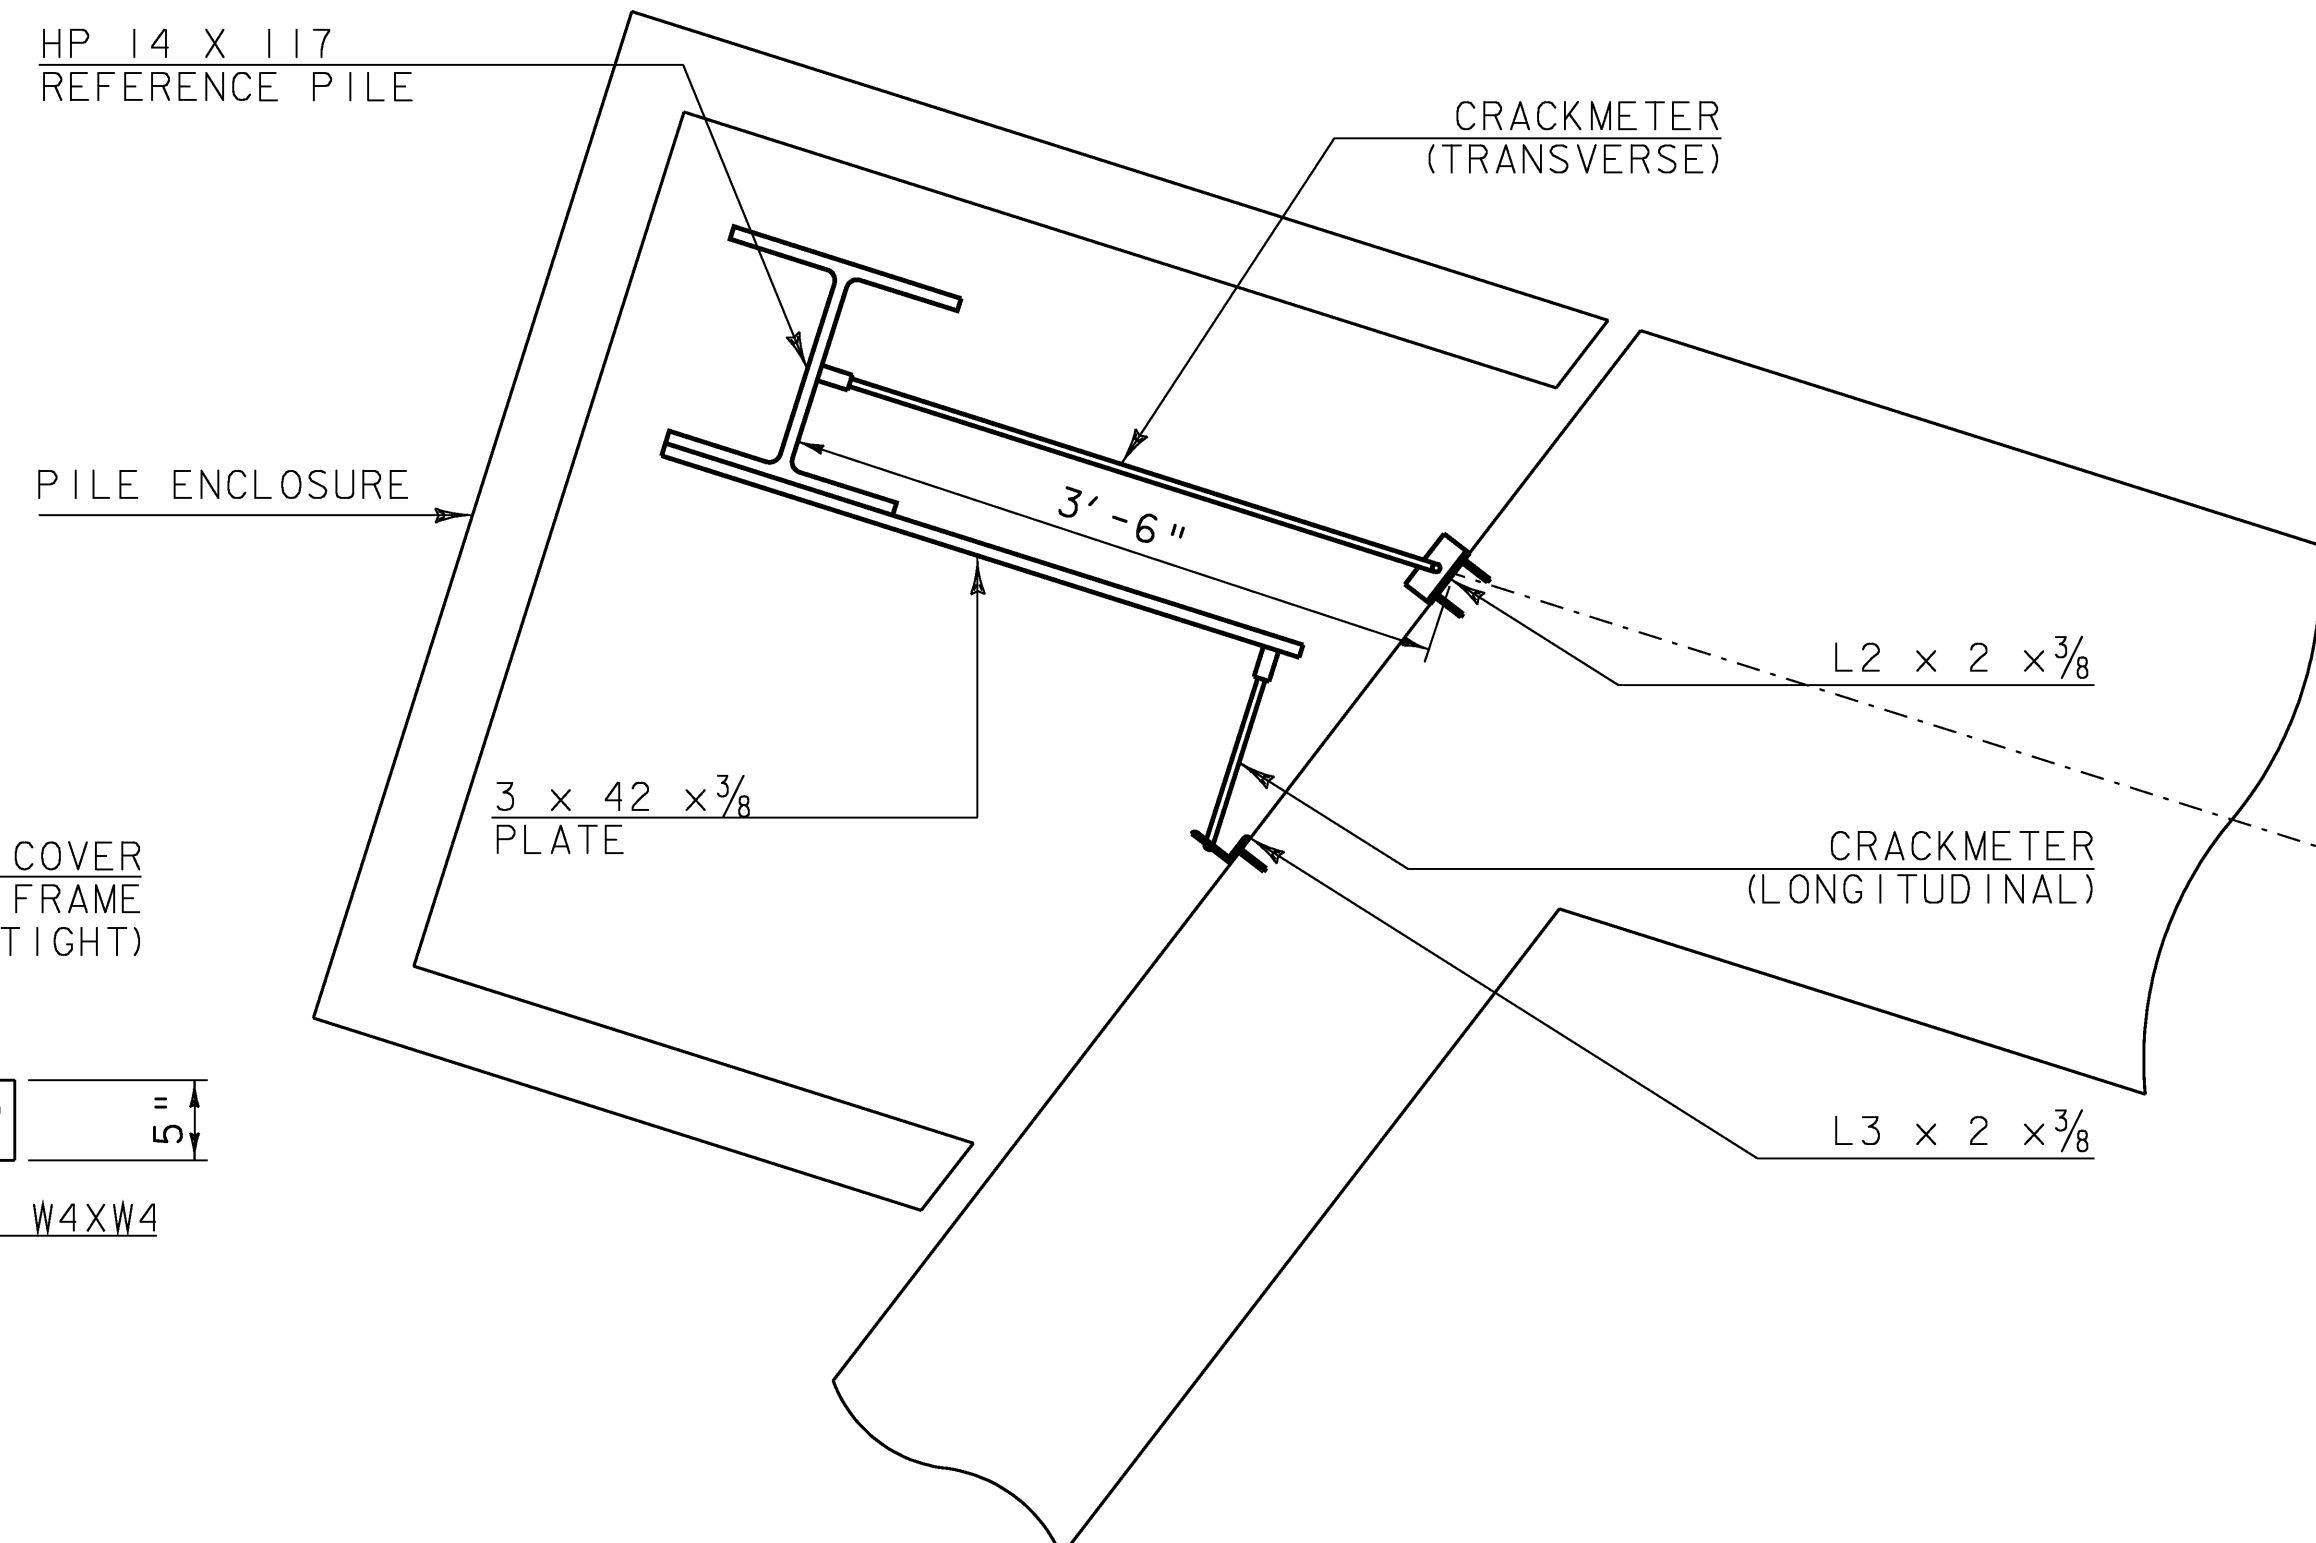 HP 14 X 117
REFERENCE PILE
CRACKMETER
(TRANSVERSE)
PILE ENCLOSURE
3'-6"
L2 x 2 x 3/8
3 x 42 x 3/8
PLATE
COVER
FRAME
TIGHT)
CRACKMETER
(LONGITUDINAL)
5"
L3 x 2 x 3/8
W4XW4